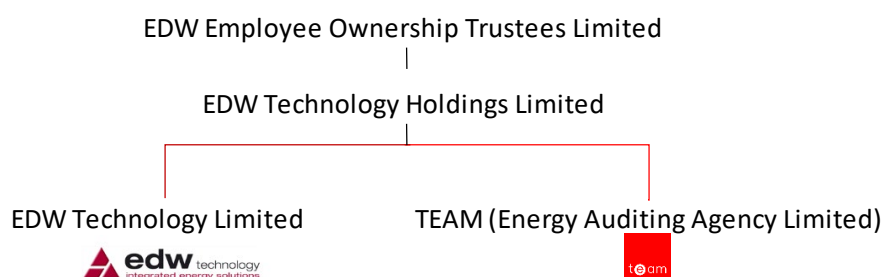 EDW Employee Ownership Trustees Limited
EDW Technology Holdings Limited
EDW Technology Limited
TEAM (Energy Auditing Agency Limited)
edw technology
integrated energy solutions
team